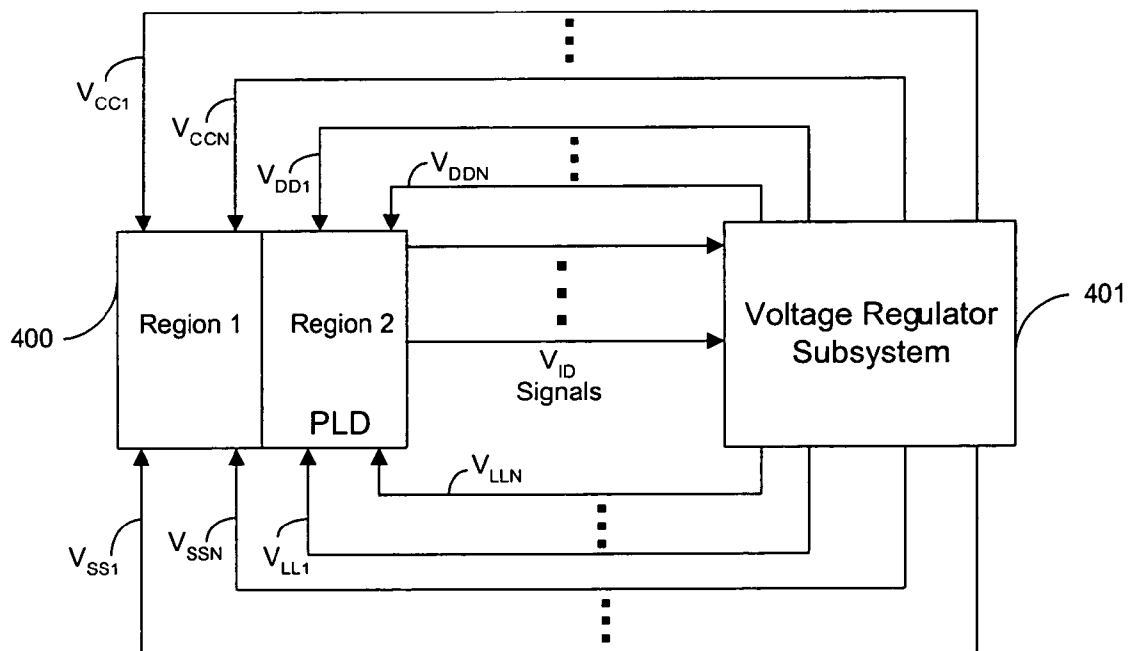 V_CC1
V_CCN
V_DD1
V_DDN
400
Region 1
Region 2
PLD
V_ID
Signals
Voltage Regulator
Subsystem
401
V_LLN
V_SS1
V_SSN
V_LL1